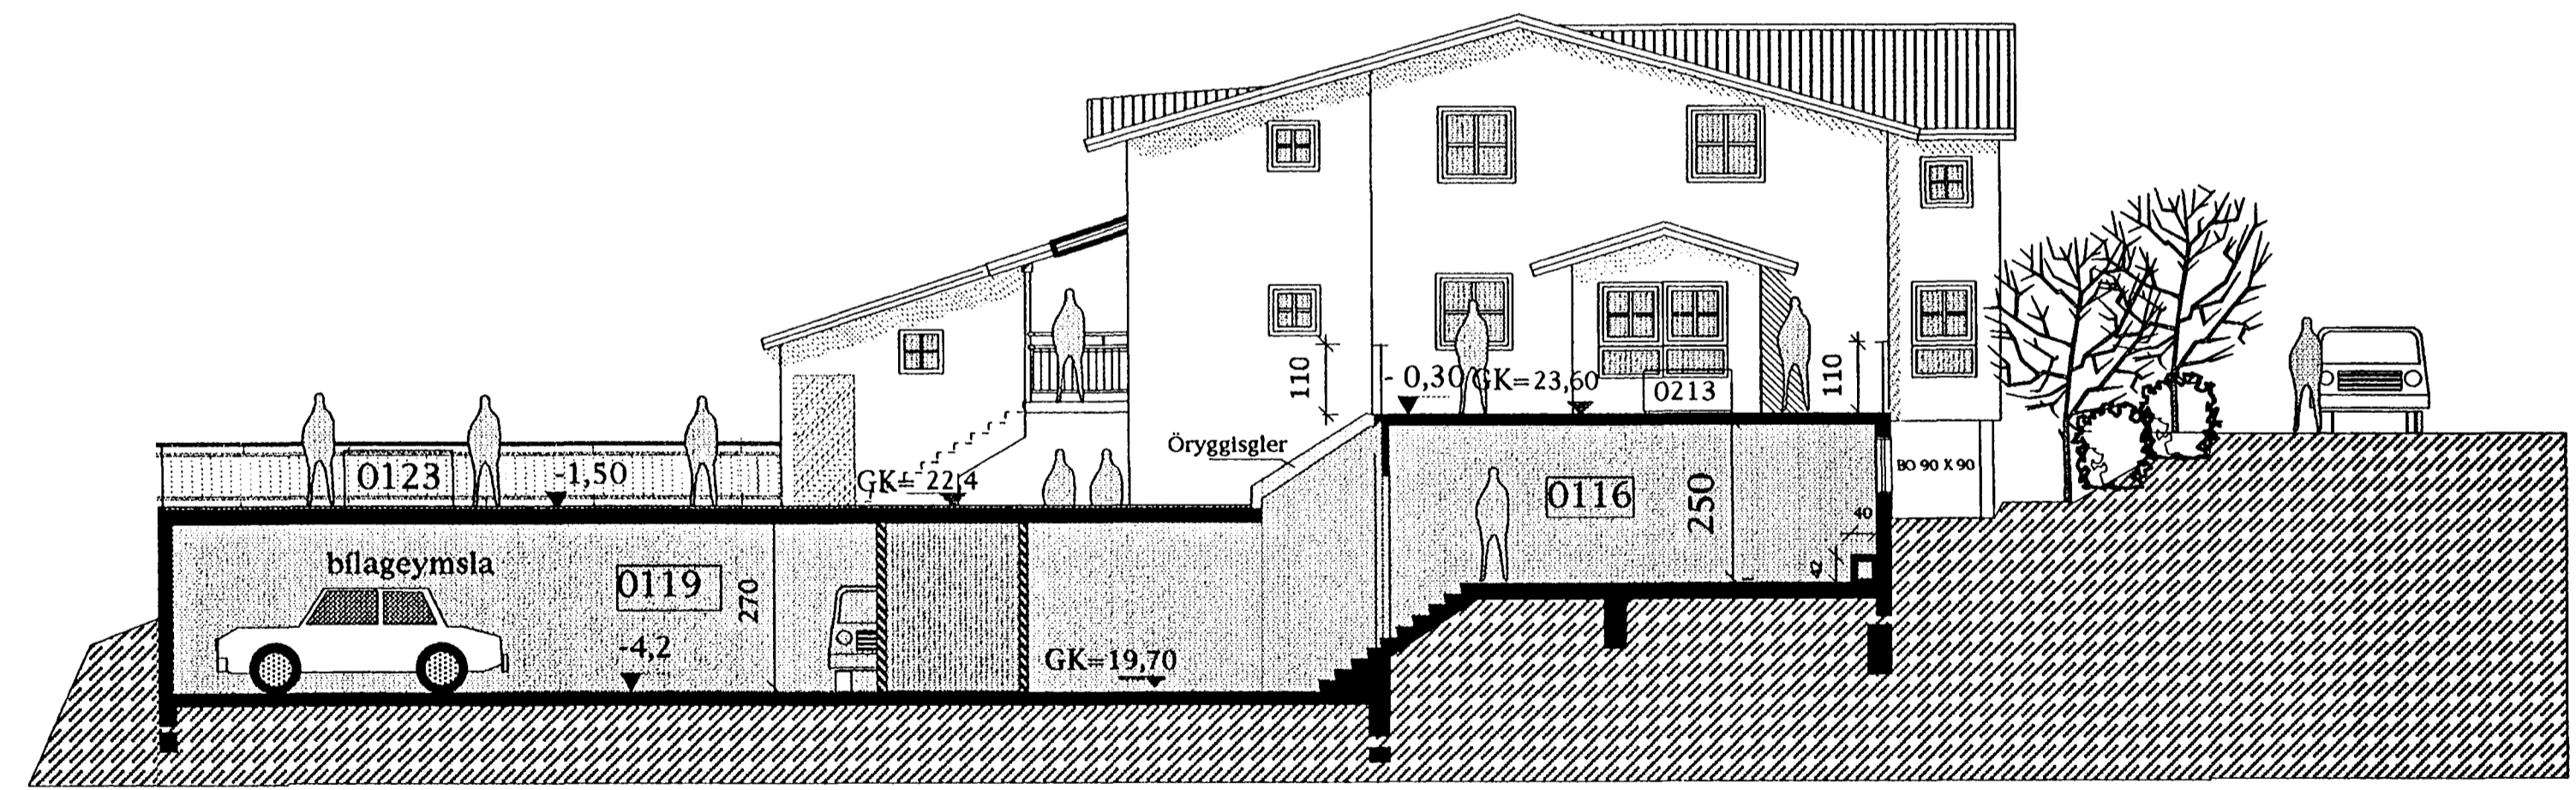 110
- 0,30
GK=23,60
0213
110
Öryggisgler
0123
-1,50
GK= 22,4
0116
250
BO 90 X 90
40
42
bílageymsla
0119
270
-4,2
GK=19,70